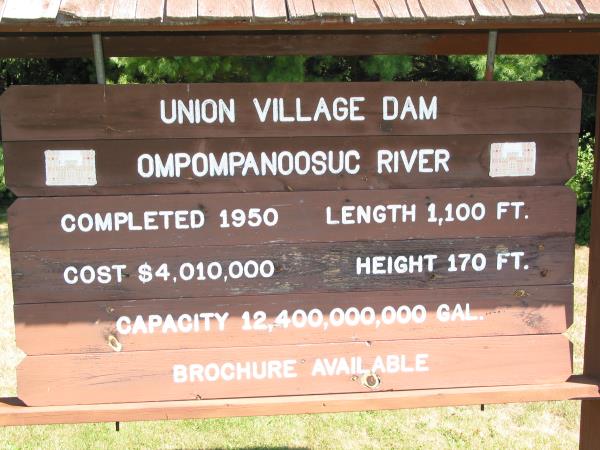 UNION VILLAGE DAM
OMPOMPANOOSUC RIVER
COMPLETED 1950 LENGTH 1,100 FT.
COST $4,010,000 HEIGHT 170 FT.
CAPACITY 12,400,000,000 GAL.
BROCHURE AVAILABLE